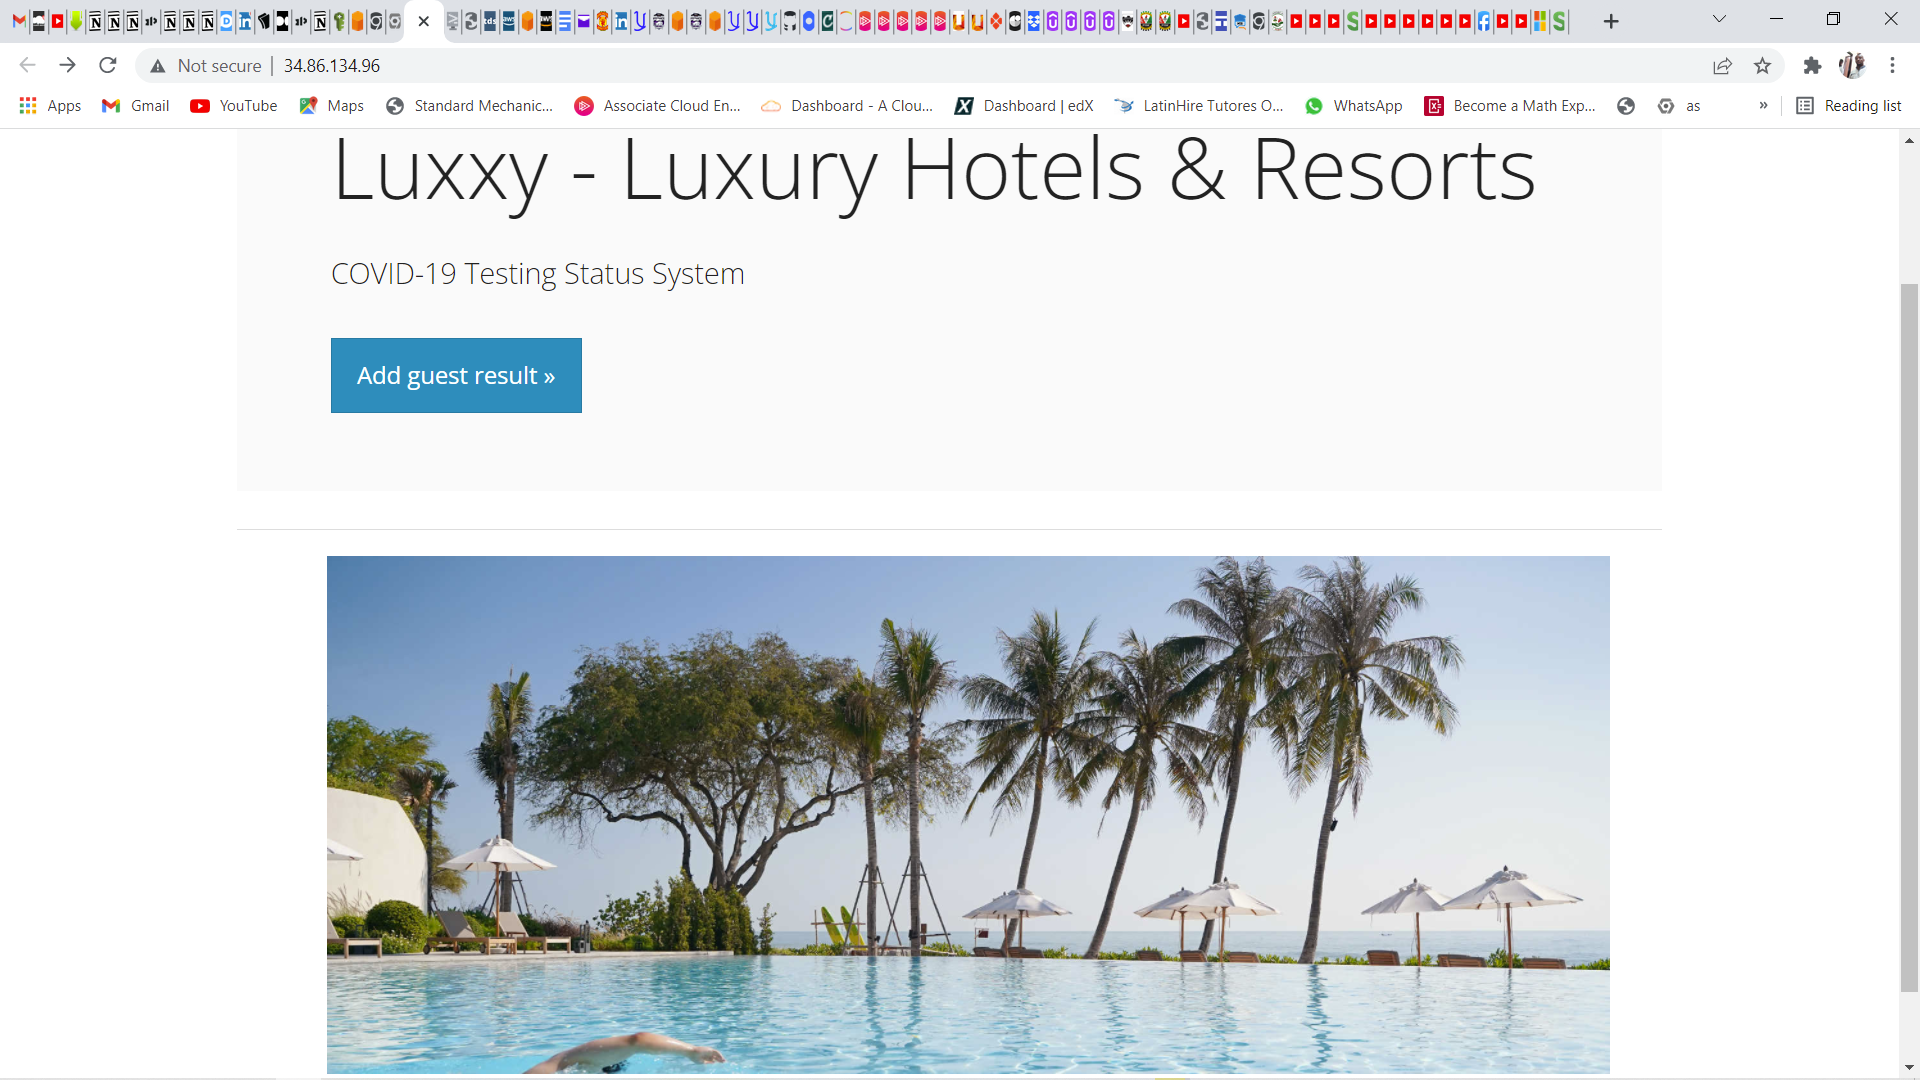 Not secure
34.86.134.96
Apps
Gmail
YouTube
Maps
Standard Mechanic...
Associate Cloud En...
Dashboard - A Clou...
Dashboard | edX
LatinHire Tutores O...
WhatsApp
Become a Math Exp...
as
»
Reading list
Luxxy - Luxury Hotels & Resorts
COVID-19 Testing Status System
Add guest result »